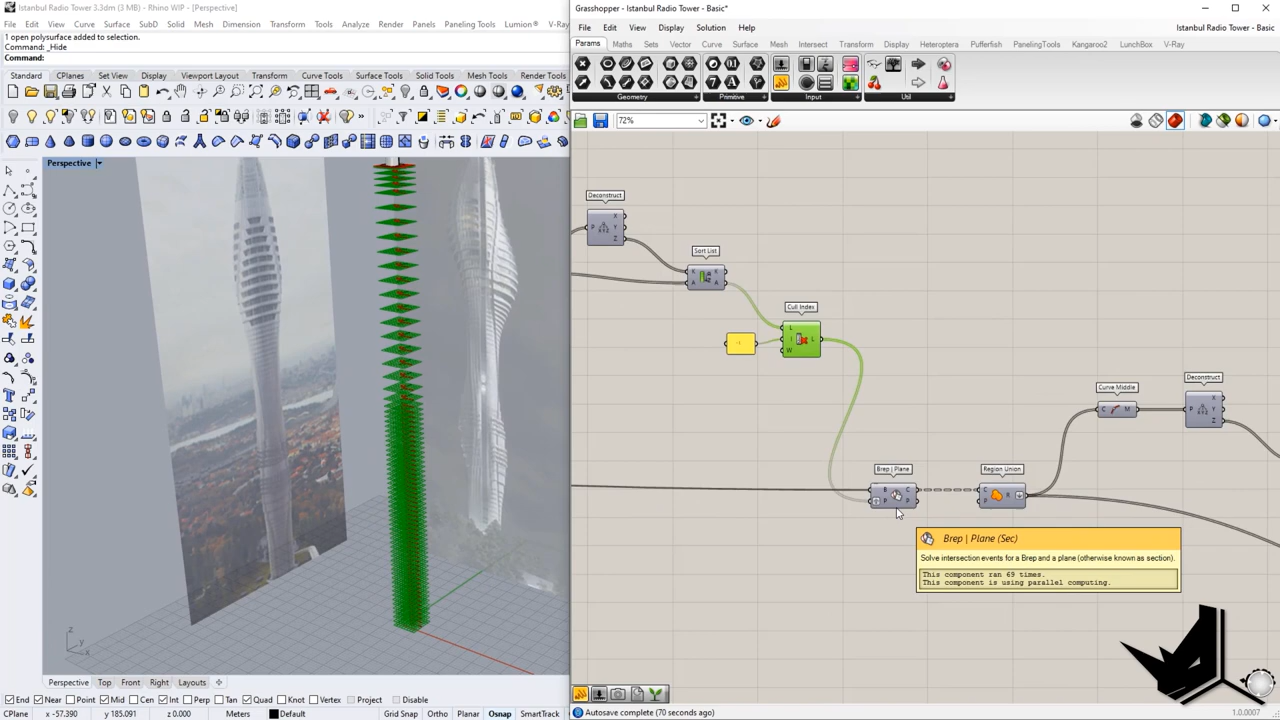 Istanbul Radio Tower 3.3dm (3 MB) - Rhino WIP - [Perspective]
File Edit View Curve Surface SubD Solid Mesh Dimension Transform Tools Analyze Render Panels Paneling Tools Lumion® V-Ray
1 open polysurface added to selection.
Command: _Hide
Command:
Standard CPlanes Set View Display Viewport Layout Transform Curve Tools Surface Tools Solid Tools Mesh Tools Render Tools
Perspective
z
y
x
Perspective Top Front Right Layouts
End Near Point Mid Cen Int Perp Tan Quad Knot Vertex Project Disable
CPlane x -57.390 y 185.091 z 0.000 Meters Default Grid Snap Ortho Planar Osnap SmartTrack
Grasshopper - Istanbul Radio Tower - Basic*
File Edit View Display Solution Help
Istanbul Radio Tower - Basic*
Params Maths Sets Vector Curve Surface Mesh Intersect Transform Display Heteroptera Pufferfish PanelingTools Kangaroo2 LunchBox V-Ray
Geometry Primitive Input Util
72%
Deconstruct
P X
Y
Z
Sort List
K K
A A
Cull Index
L
I L
W
Curve Middle
C M
Deconstruct
P X
Y
Z
Brep | Plane
B C
P P
Region Union
C R
P
Brep | Plane (Sec)
Solve intersection events for a Brep and a plane (otherwise known as section).
This component ran 69 times.
This component is using parallel computing.
Autosave complete (70 seconds ago)
1.0.0007